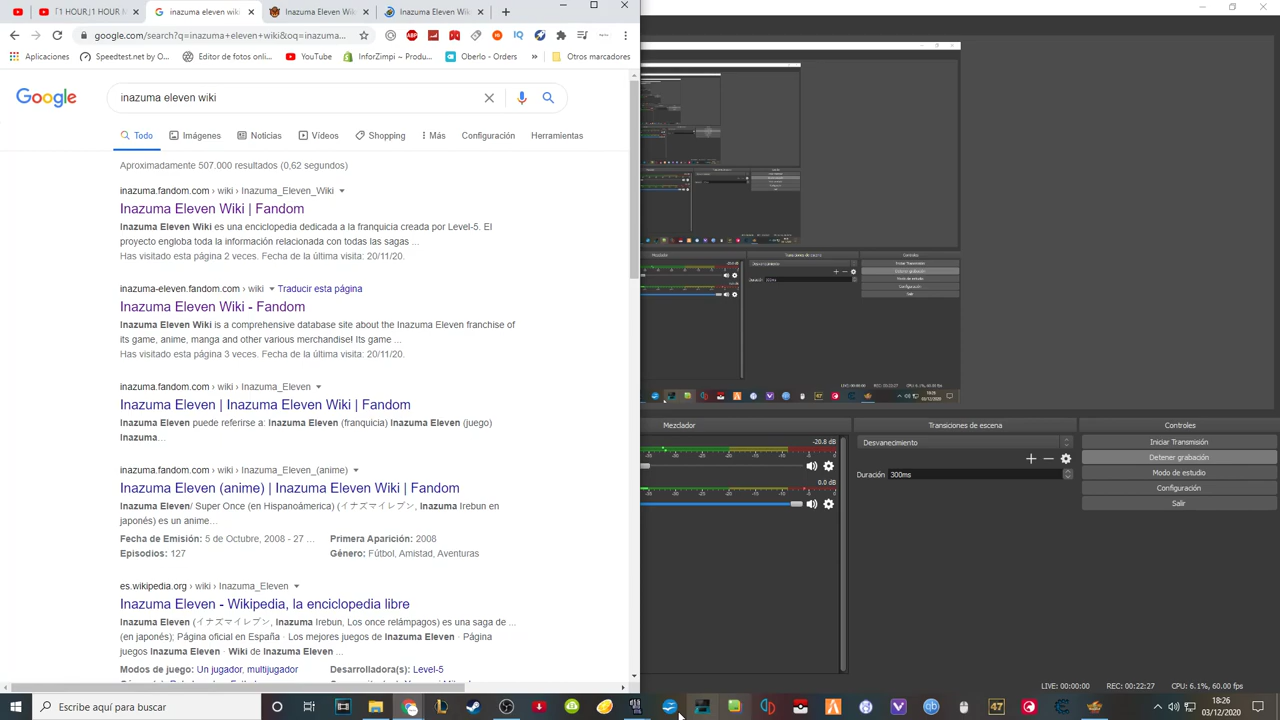 [1 HOUR] 1 HOUR
inazuma eleven wiki
Inazuma Eleven Wiki
Inazuma Eleven Wiki
google.com/search?q=inazuma+eleven+wiki&oq=inazuma
Aplicaciones
Speedtest.net by O...
Editor de fotos onli...
YouTube
InforZimpi ~ Produ...
Oberlo - Orders
»
Otros marcadores
Google
inazuma eleven wiki
Todo
Imágenes
Noticias
Vídeos
Shopping
Más
Configuración
Herramientas
Aproximadamente 507.000 resultados (0,62 segundos)
inazuma.fandom.com › wiki › Inazuma_Eleven_Wiki
Inazuma Eleven Wiki | Fandom
Inazuma Eleven Wiki es una enciclopedia dedicada a la franquicia creada por Level-5. El
proyecto engloba toda la información relacionada con todas las sagas ...
Has visitado esta página 2 veces. Fecha de la última visita: 20/11/20.
inazuma-eleven.fandom.com › wiki
Traducir esta página
Inazuma Eleven Wiki - Fandom
Inazuma Eleven Wiki is a comprehensive database site about the Inazuma Eleven franchise of
its game, anime, manga and other various merchandise! Its game ...
Has visitado esta página 3 veces. Fecha de la última visita: 20/11/20.
inazuma.fandom.com › wiki › Inazuma_Eleven
Inazuma Eleven | Inazuma Eleven Wiki | Fandom
Inazuma Eleven puede referirse a: Inazuma Eleven (franquicia) Inazuma Eleven (juego)
Inazuma...
inazuma.fandom.com › wiki › Inazuma_Eleven_(anime)
Inazuma Eleven (anime) | Inazuma Eleven Wiki | Fandom
Inazuma Eleven/ Super Once (en Hispanoámerica) (イナズマイレブン, Inazuma Irebun en
japonés) es un anime...
Fecha de Emisión: 5 de Octubre, 2008 - 27 ...
Primera Aparición: 2008
Episodios: 127
Género: Fútbol, Amistad, Aventuras
es.wikipedia.org › wiki › Inazuma_Eleven
Inazuma Eleven - Wikipedia, la enciclopedia libre
Inazuma Eleven (イナズマイレブン, Inazuma Irebun, Los once relámpagos) es una saga de ...
(en japonés); Página oficial en España · Los mejores juegos de Inazuma Eleven · Página
juegos Inazuma Eleven · Wiki de Inazuma Eleven ...
Modos de juego: Un jugador, multijugador
Desarrolladora(s): Level-5
Mezclador
-20.8 dB
0.0 dB
Transiciones de escena
Desvanecimiento
Duración
300ms
Controles
Iniciar Transmisión
Detener grabación
Modo de estudio
Configuración
Salir
LIVE: 00:00:00
REC: 00:22:27
CPU: 6.1%, 60.00 fps
Escribe aquí para buscar
47
18:26
03/12/2020